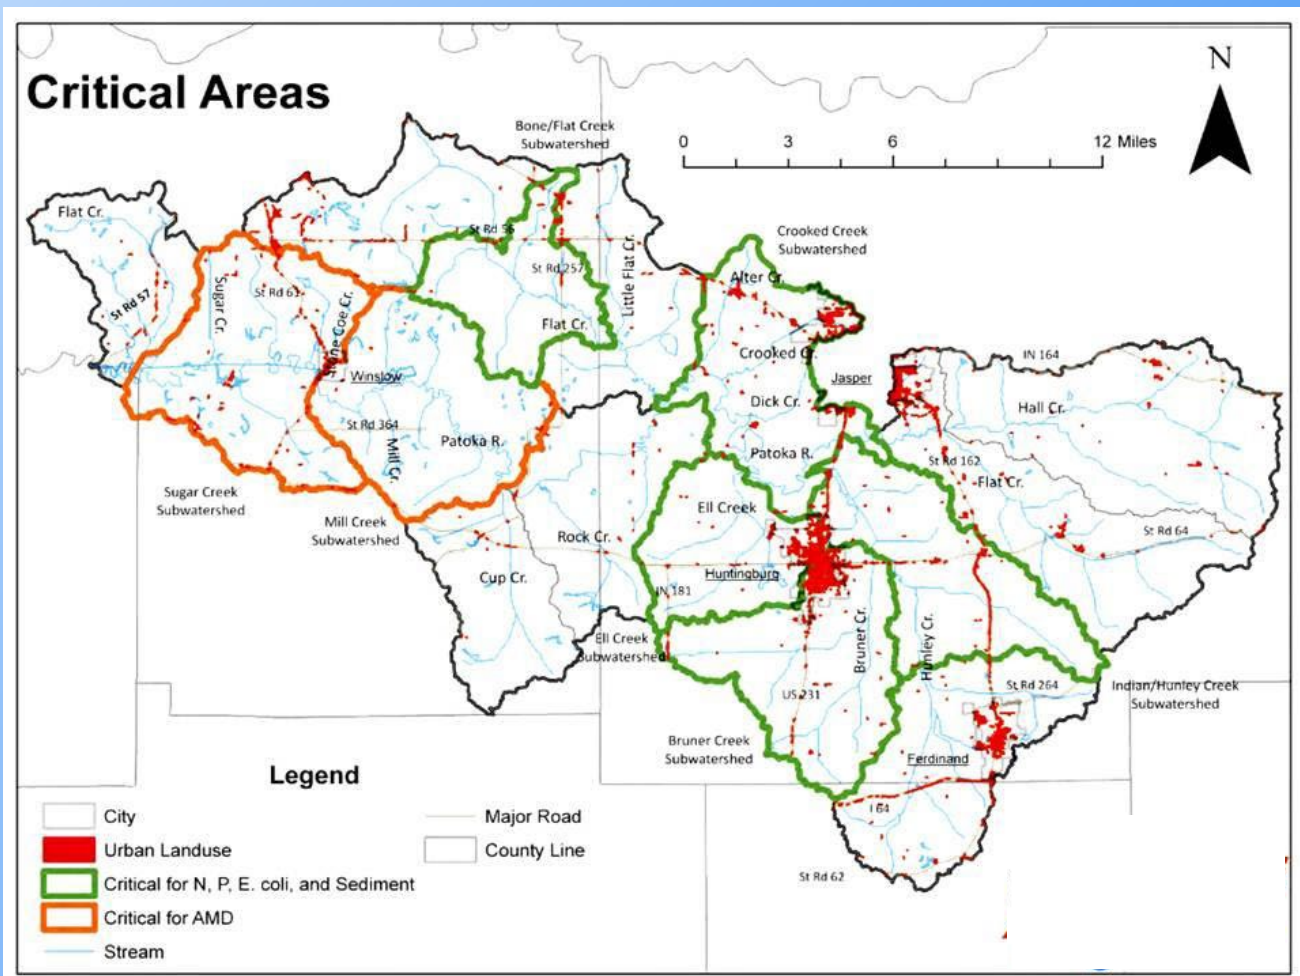 Critical Areas
N
0 3 6 12 Miles
Bone/Flat Creek
Subwatershed
Crooked Creek
Subwatershed
Flat Cr.
St Rd 56
St Rd 257
Little Flat Cr.
Alter Cr.
St Rd 57
Sugar Cr.
St Rd 61
Flat Cr.
Crooked Cr.
IN 164
Winslow
Jasper
Dick Cr.
Hall Cr.
St Rd 364
Mill Cr.
Patoka R.
Patoka R.
St Rd 162
Flat Cr.
Sugar Creek
Subwatershed
Mill Creek
Subwatershed
Ell Creek
Rock Cr.
St Rd 64
Cup Cr.
Huntingburg
IN 181
Ell Creek
Subwatershed
Bruner Cr.
Hunley Cr.
US 231
St Rd 264
Indian/Hunley Creek
Subwatershed
Bruner Creek
Subwatershed
Ferdinand
I 64
St Rd 62
Legend
City
Major Road
Urban Landuse
County Line
Critical for N, P, E. coli, and Sediment
Critical for AMD
Stream